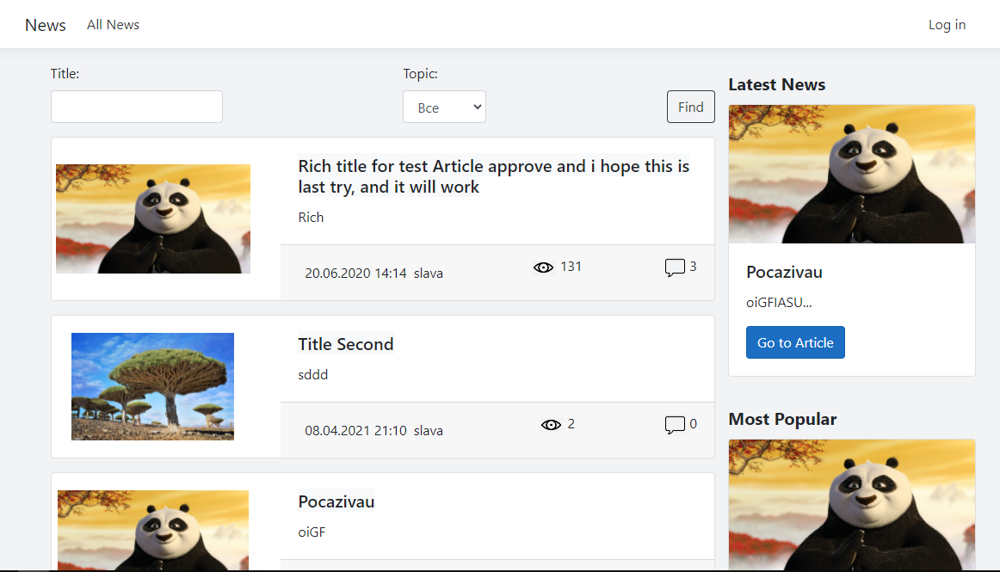 News All News Log in
Title:
Topic:
Все
Find
Rich title for test Article approve and i hope this is
last try, and it will work
Rich
20.06.2020 14:14 slava 131 3
Title Second
sddd
08.04.2021 21:10 slava 2 0
Pocazivau
oiGF
Latest News
Pocazivau
oiGFIASU...
Go to Article
Most Popular